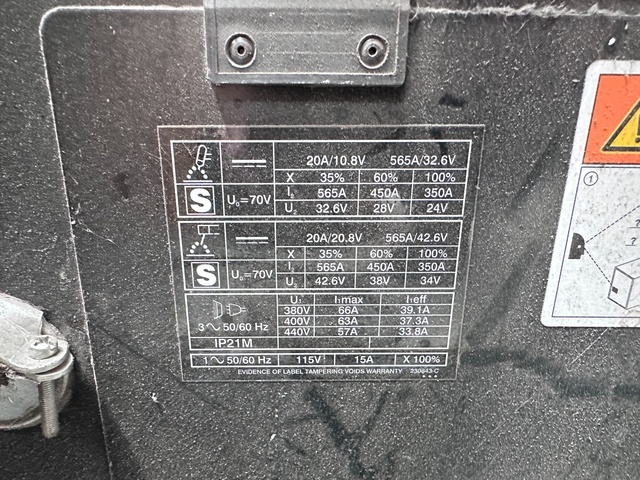 20A/10.8V 565A/32.6V
X 35% 60% 100%
S U₀=70V I₂ 565A 450A 350A
U₂ 32.6V 28V 24V
20A/20.8V 565A/42.6V
X 35% 60% 100%
S U₀=70V I₂ 565A 450A 350A
U₂ 42.6V 38V 34V
U₁ I₁max I₁eff
380V 66A 39.1A
3~50/60 Hz 400V 63A 37.3A
440V 57A 33.8A
IP21M
1~50/60 Hz 115V 15A X 100%
EVIDENCE OF LABEL TAMPERING VOIDS WARRANTY 230843-C
1